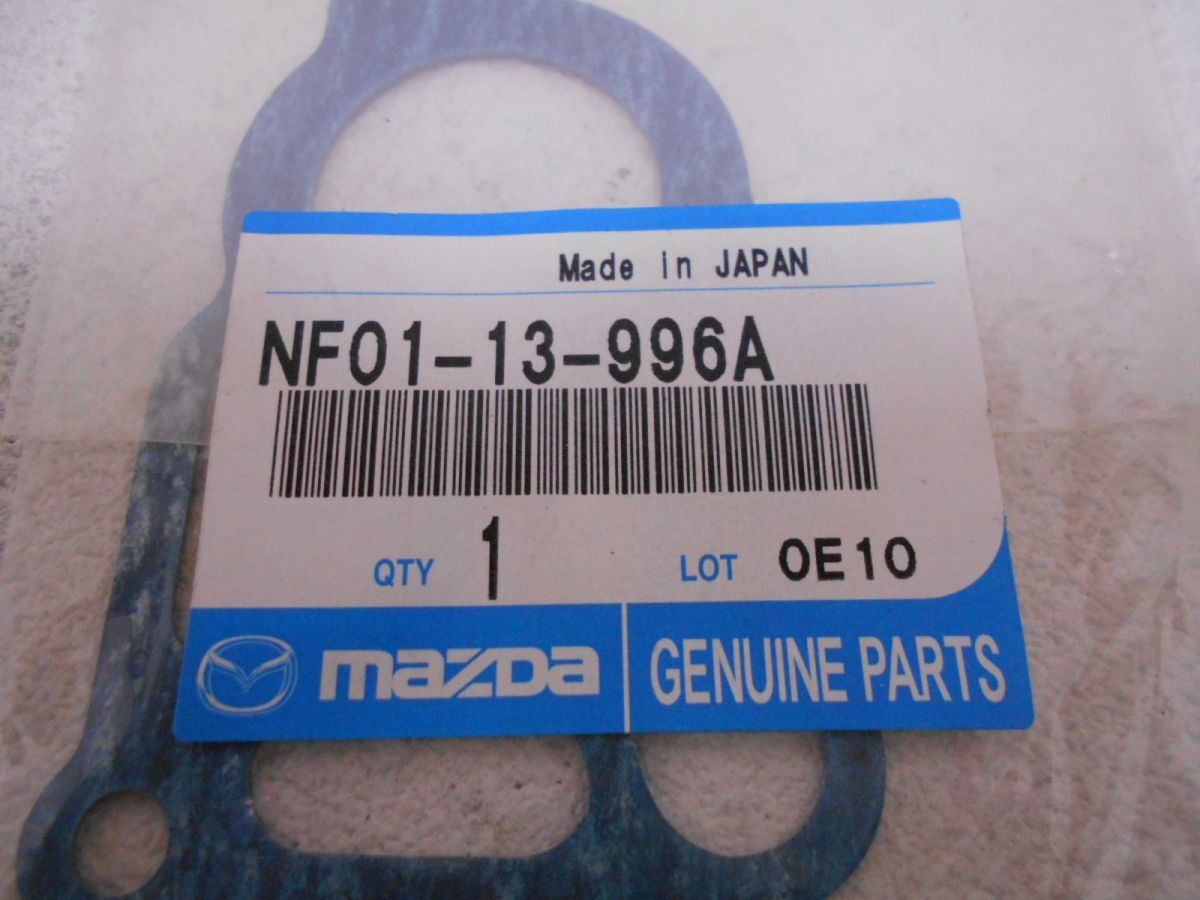 Made in JAPAN
NF01-13-996A
QTY 1 LOT 0E10
mazda GENUINE PARTS